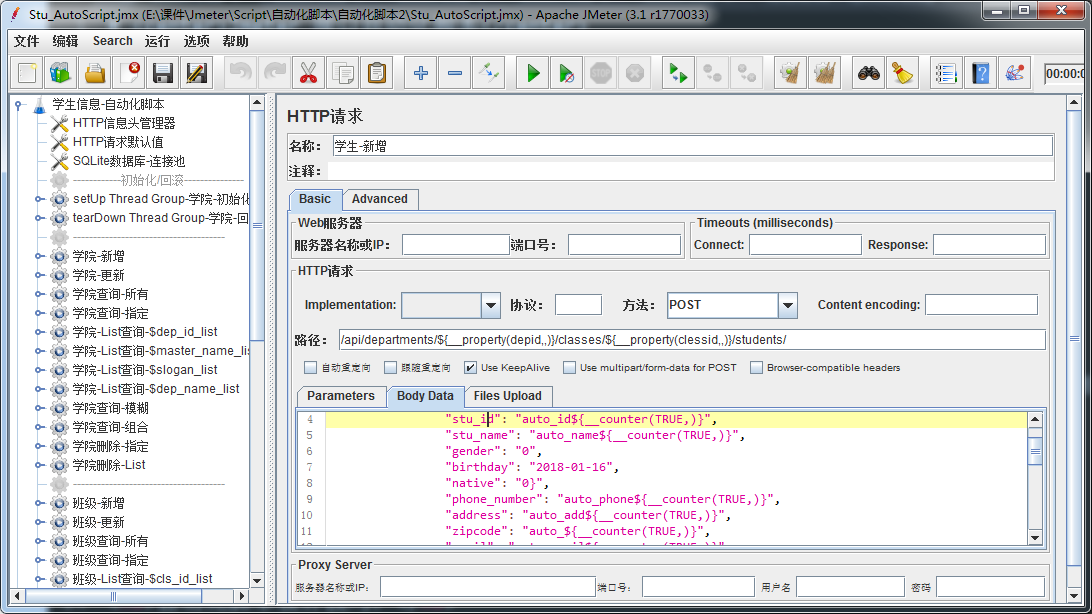 Stu_AutoScript.jmx (E:\课件\Jmeter\Script\自动化脚本\自动化脚本2\Stu_AutoScript.jmx) - Apache JMeter (3.1 r1770033)
文件 编辑 Search 运行 选项 帮助
00:00:0
学生信息-自动化脚本
HTTP信息头管理器
HTTP请求默认值
SQLite数据库-连接池
------------初始化/回滚---------------
setUp Thread Group-学院-初始化
tearDown Thread Group-学院-回
--------------------------------------
学院-新增
学院-更新
学院查询-所有
学院查询-指定
学院-List查询-$dep_id_list
学院-List查询-$master_name_lis
学院-List查询-$slogan_list
学院-List查询-$dep_name_list
学院查询-模糊
学院查询-组合
学院删除-指定
学院删除-List
--------------------------------------
班级-新增
班级-更新
班级查询-所有
班级查询-指定
班级-List查询-$cls_id_list
HTTP请求
名称： 学生-新增
注释：
Basic Advanced
Web服务器
服务器名称或IP： 端口号：
Timeouts (milliseconds)
Connect: Response:
HTTP请求
Implementation: 协议： 方法： POST Content encoding:
路径： /api/departments/${__property(depid,,)}/classes/${__property(clessid,,)}/students/
自动重定向 跟随重定向 Use KeepAlive Use multipart/form-data for POST Browser-compatible headers
Parameters Body Data Files Upload
4 "stu_id": "auto_id${__counter(TRUE,)}",
5 "stu_name": "auto_name${__counter(TRUE,)}",
6 "gender": "0",
7 "birthday": "2018-01-16",
8 "native": "0}",
9 "phone_number": "auto_phone${__counter(TRUE,)}",
10 "address": "auto_add${__counter(TRUE,)}",
11 "zipcode": "auto_${__counter(TRUE,)}",
Proxy Server
服务器名称或IP： 端口号： 用户名 密码